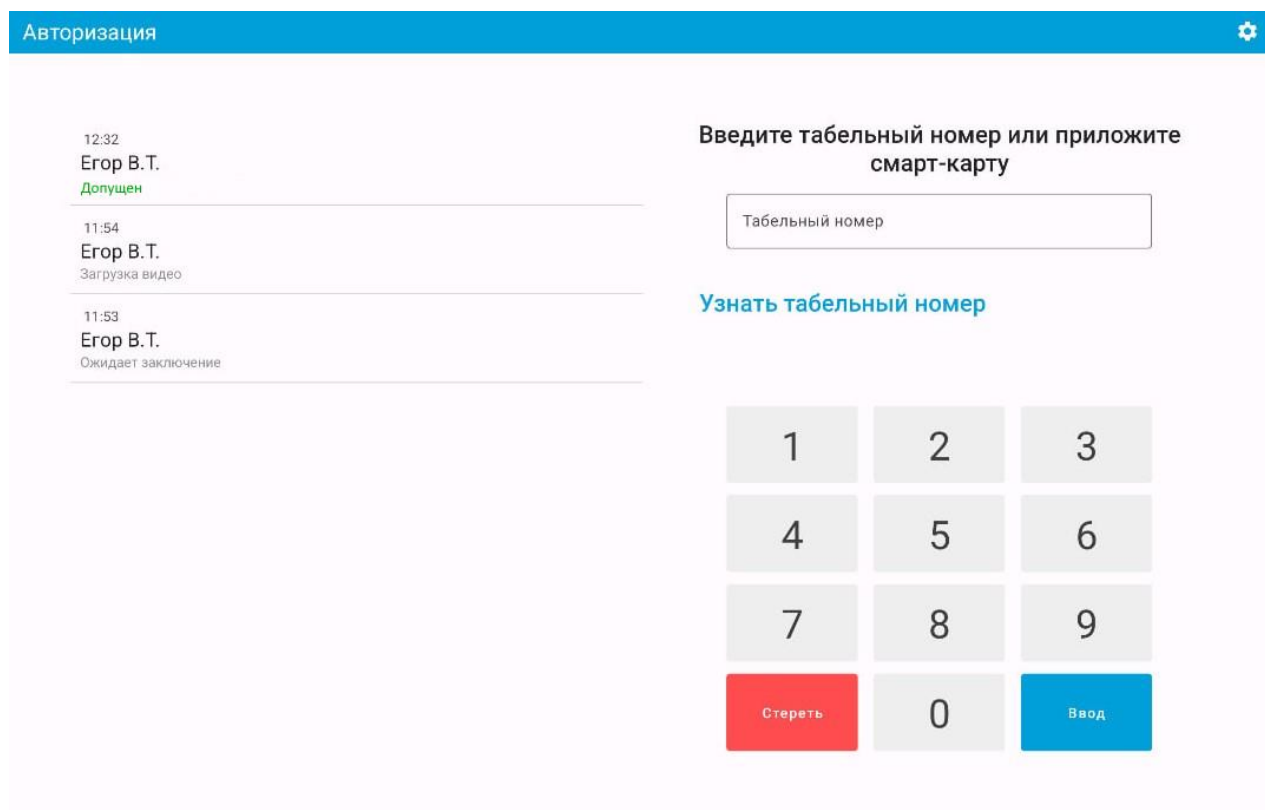 Авторизация
12:32
Егор В.Т.
Допущен
11:54
Егор В.Т.
Загрузка видео
11:53
Егор В.Т.
Ожидает заключение
Введите табельный номер или приложите
смарт-карту
Табельный номер
Узнать табельный номер
1 2 3
4 5 6
7 8 9
Стереть 0 Ввод